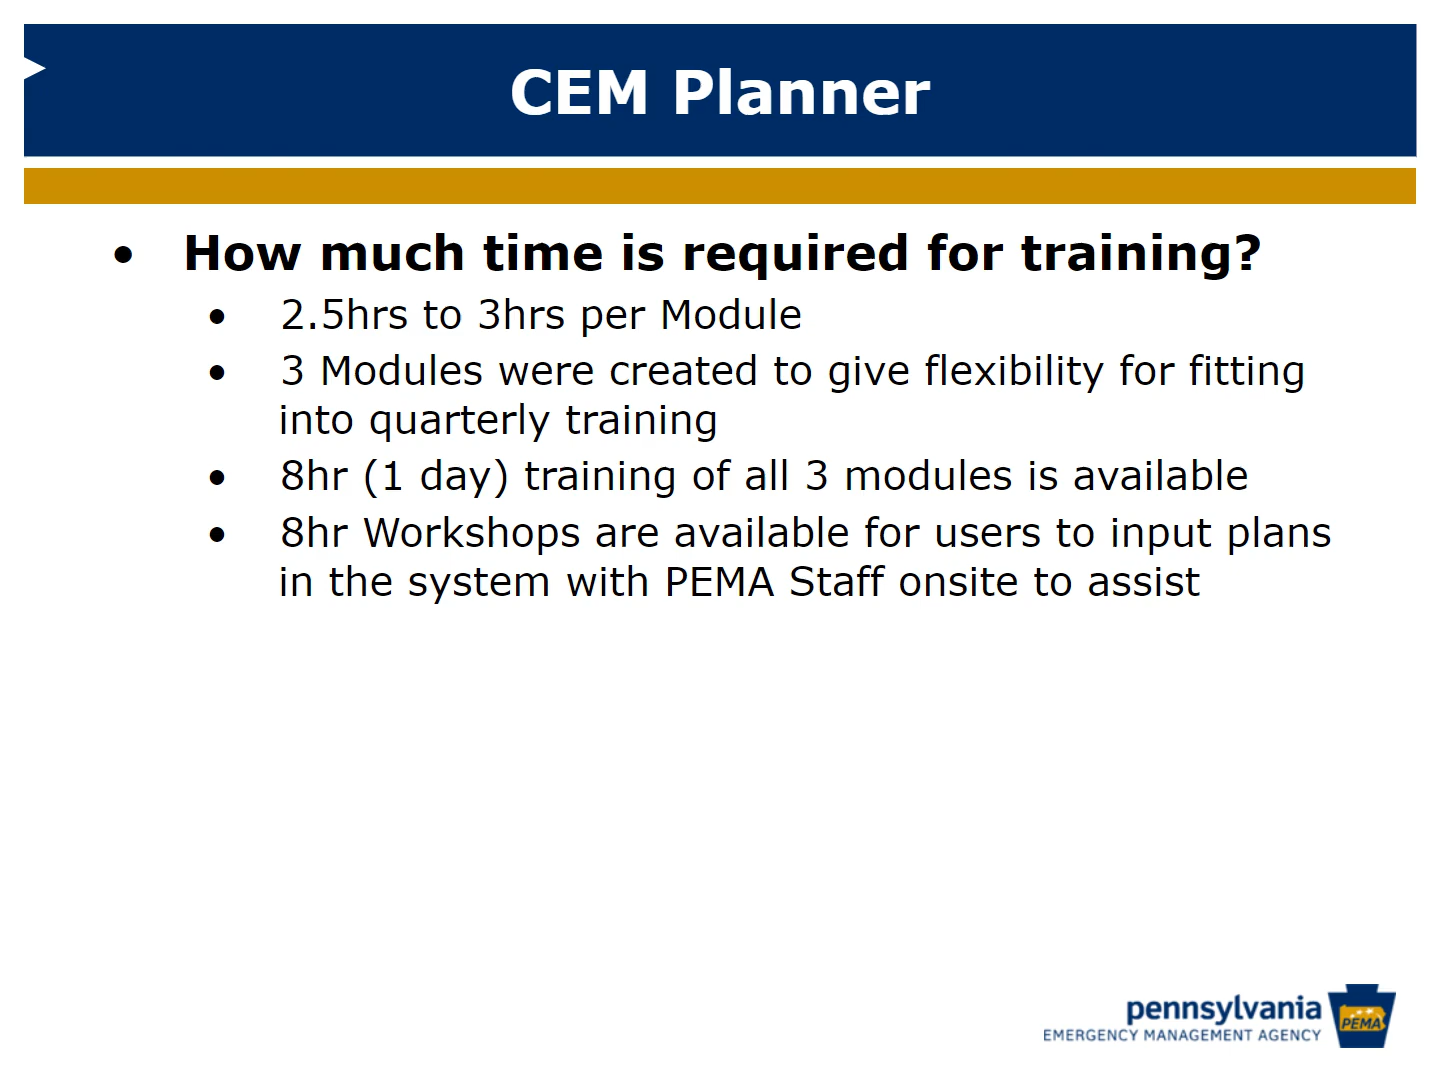 CEM Planner
• How much time is required for training?
• 2.5hrs to 3hrs per Module
• 3 Modules were created to give flexibility for fitting
into quarterly training
• 8hr (1 day) training of all 3 modules is available
• 8hr Workshops are available for users to input plans
in the system with PEMA Staff onsite to assist
pennsylvania
EMERGENCY MANAGEMENT AGENCY
PEMA